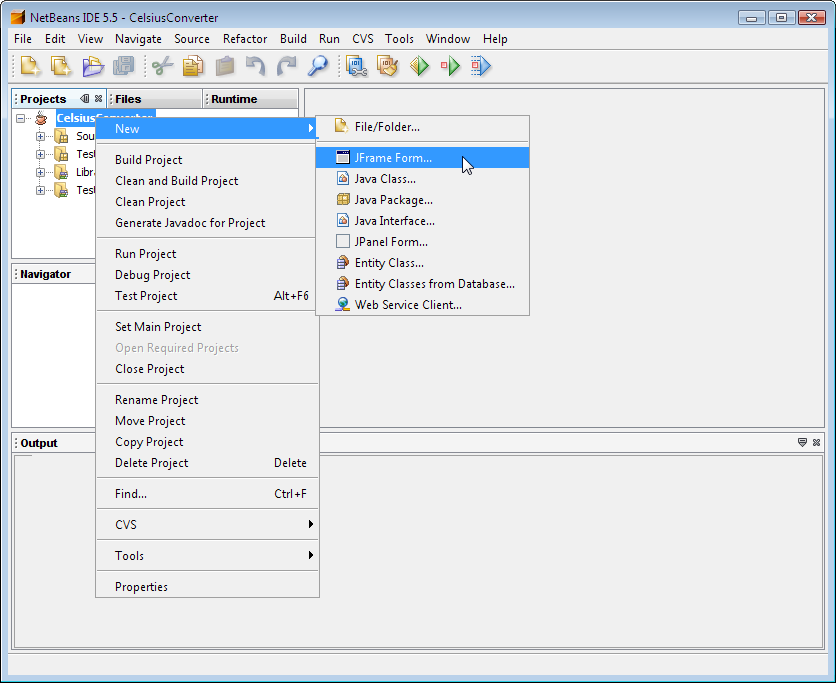 NetBeans IDE 5.5 - CelsiusConverter
File Edit View Navigate Source Refactor Build Run CVS Tools Window Help
Projects Files Runtime
CelsiusConverter
New
Sou
Test
Libra
Test
Build Project
Clean and Build Project
Clean Project
Generate Javadoc for Project
Run Project
Debug Project
Test Project Alt+F6
Set Main Project
Open Required Projects
Close Project
Rename Project
Move Project
Copy Project
Delete Project Delete
Find... Ctrl+F
CVS
Tools
Properties
File/Folder...
JFrame Form...
Java Class...
Java Package...
Java Interface...
JPanel Form...
Entity Class...
Entity Classes from Database...
Web Service Client...
Navigator
Output